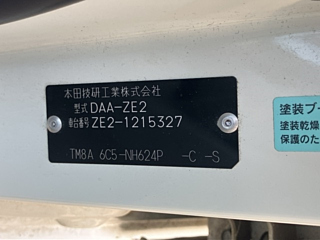 本田技研工業株式会社
型式 DAA-ZE2
車台番号 ZE2-1215327
TM8A 6C5-NH624P -C -S
塗装ブ
塗装乾燥
保護のた